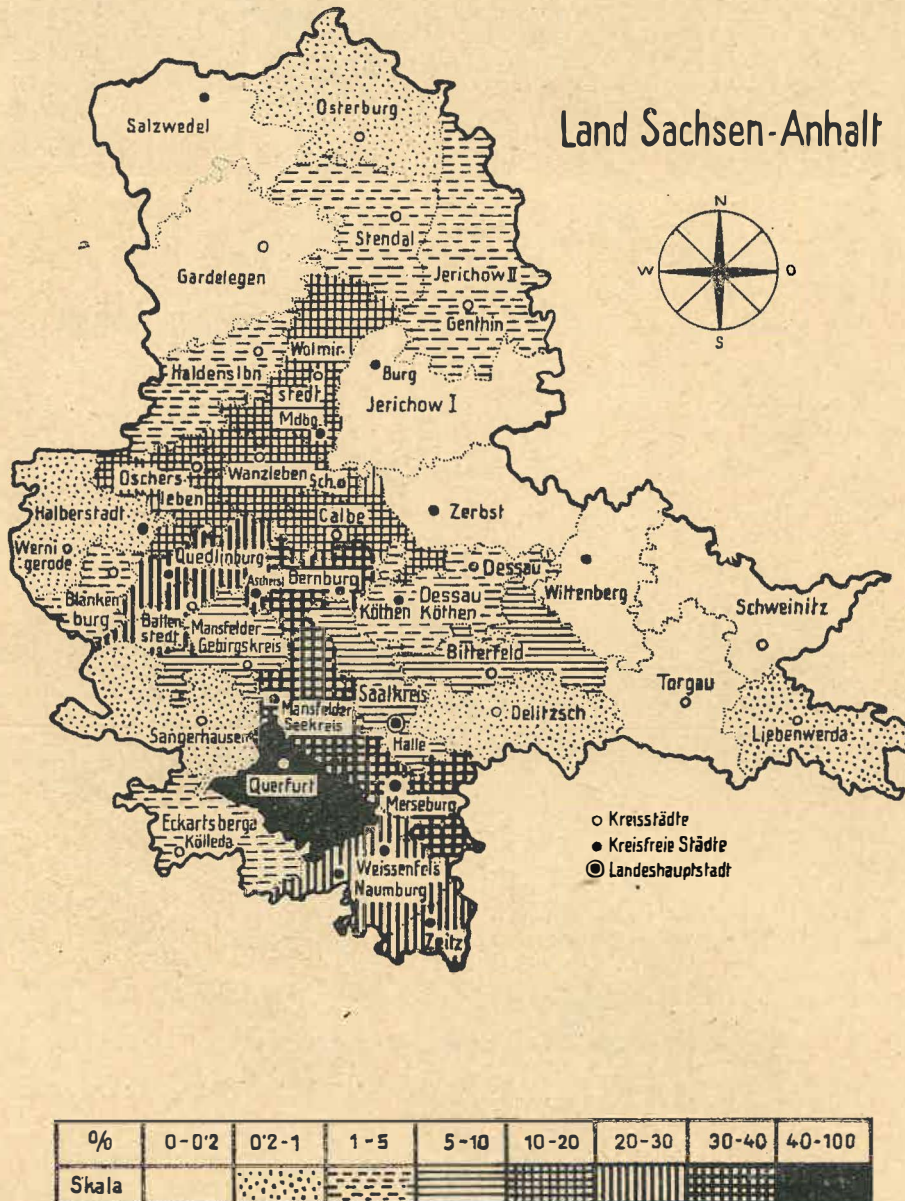 Land Sachsen-Anhalt
N
W
O
S
Osterburg
Salzwedel
Stendal
Gardelegen
Jerichow II
Genthin
Wolmir-
stedt
Haldenslbn
Burg
Jerichow I
Mdbg
Oschers-
leben
Wanzleben
Sch.
Zerbst
Halberstadt
Calbe
Werni
gerode
Quedlinburg
Aschersl
Bernburg
Dessau
Wittenberg
Blanken
burg
Ballen
stedt
Köthen
Dessau
Köthen
Schweinitz
Mansfelder
Gebirgskreis
Bitterfeld
Torgau
Saalkreis
Mansfelder
Seekreis
Delitzsch
Sangerhausen
Halle
Liebenwerda
Querfurt
Merseburg
Eckartsberga
Kölleda
Weissenfels
Naumburg
Zeitz
Kreisstädte
Kreisfreie Städte
Landeshauptstadt
% 0-0'2 0'2-1 1-5 5-10 10-20 20-30 30-40 40-100
Skala